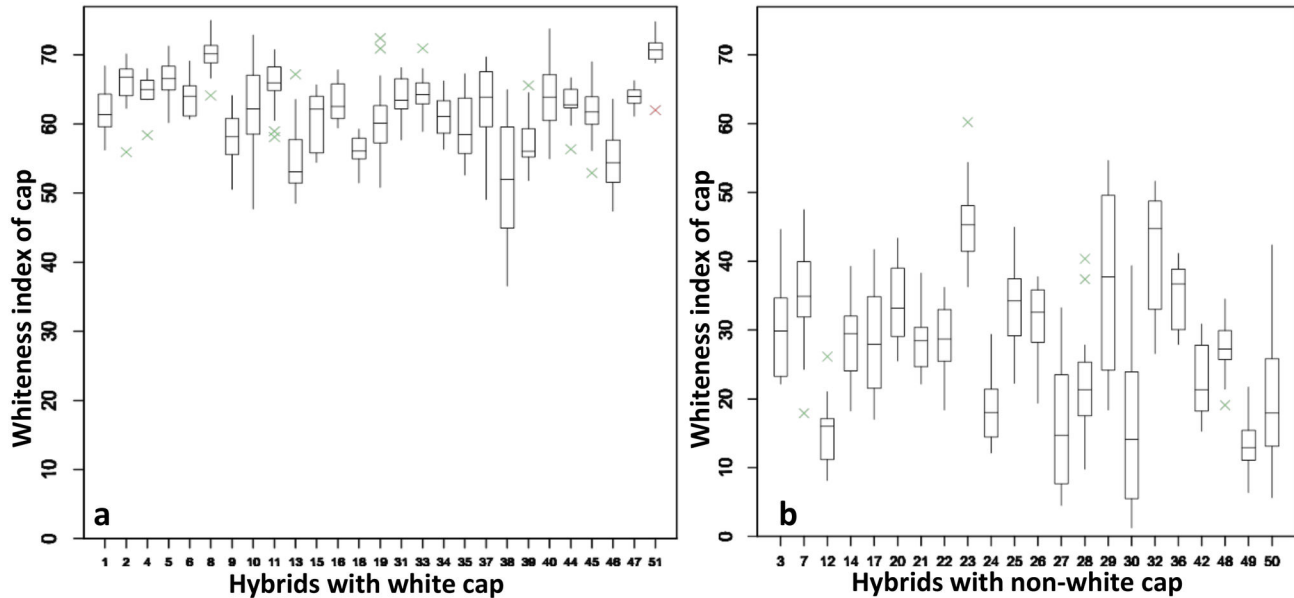 Whiteness index of cap
70
60
50
40
30
20
10
0
a
1 2 4 5 6 8 9 10 11 13 15 16 18 19 31 33 34 35 37 38 39 40 44 45 46 47 51
Hybrids with white cap
Whiteness index of cap
70
60
50
40
30
20
10
0
b
3 7 12 14 17 20 21 22 23 24 25 26 27 28 29 30 32 36 42 48 49 50
Hybrids with non-white cap